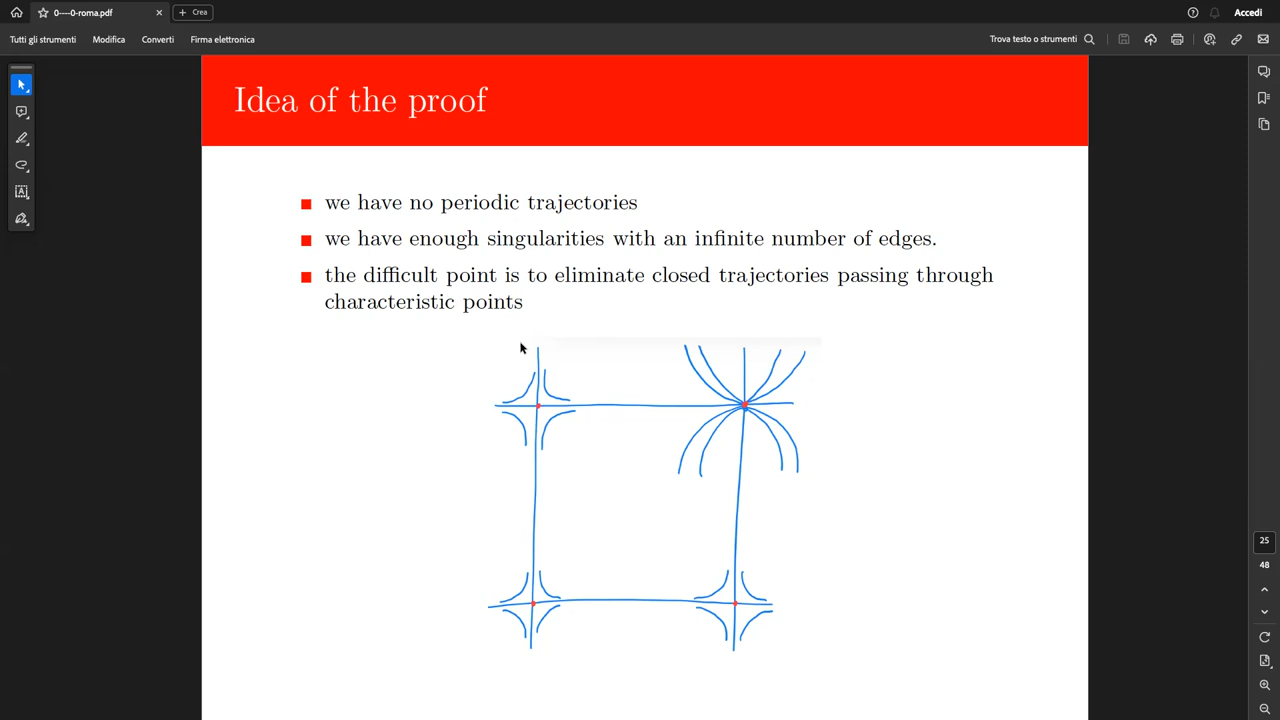 0----0-roma.pdf
Crea
Accedi
Tutti gli strumenti
Modifica
Converti
Firma elettronica
Trova testo o strumenti
Idea of the proof
we have no periodic trajectories
we have enough singularities with an infinite number of edges.
the difficult point is to eliminate closed trajectories passing through
characteristic points
25
48